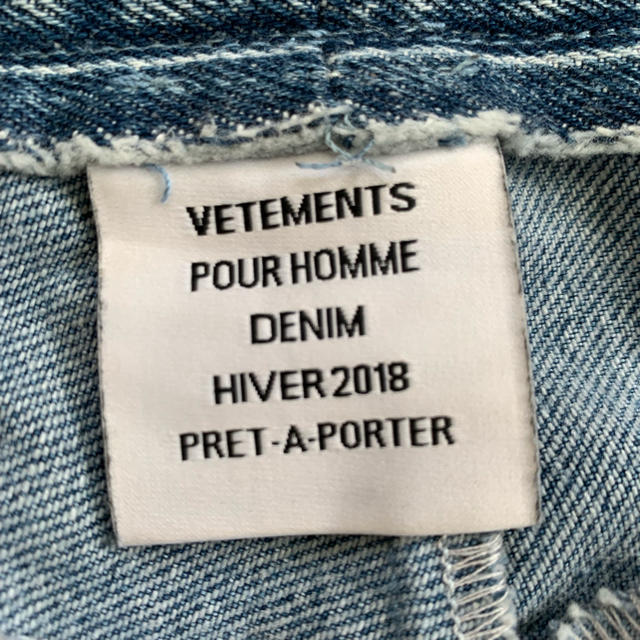 VETEMENTS
POUR HOMME
DENIM
HIVER 2018
PRET-A-PORTER